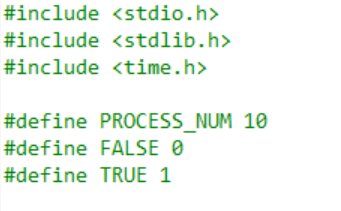 #include <stdio.h>
#include <stdlib.h>
#include <time.h>

#define PROCESS_NUM 10
#define FALSE 0
#define TRUE 1